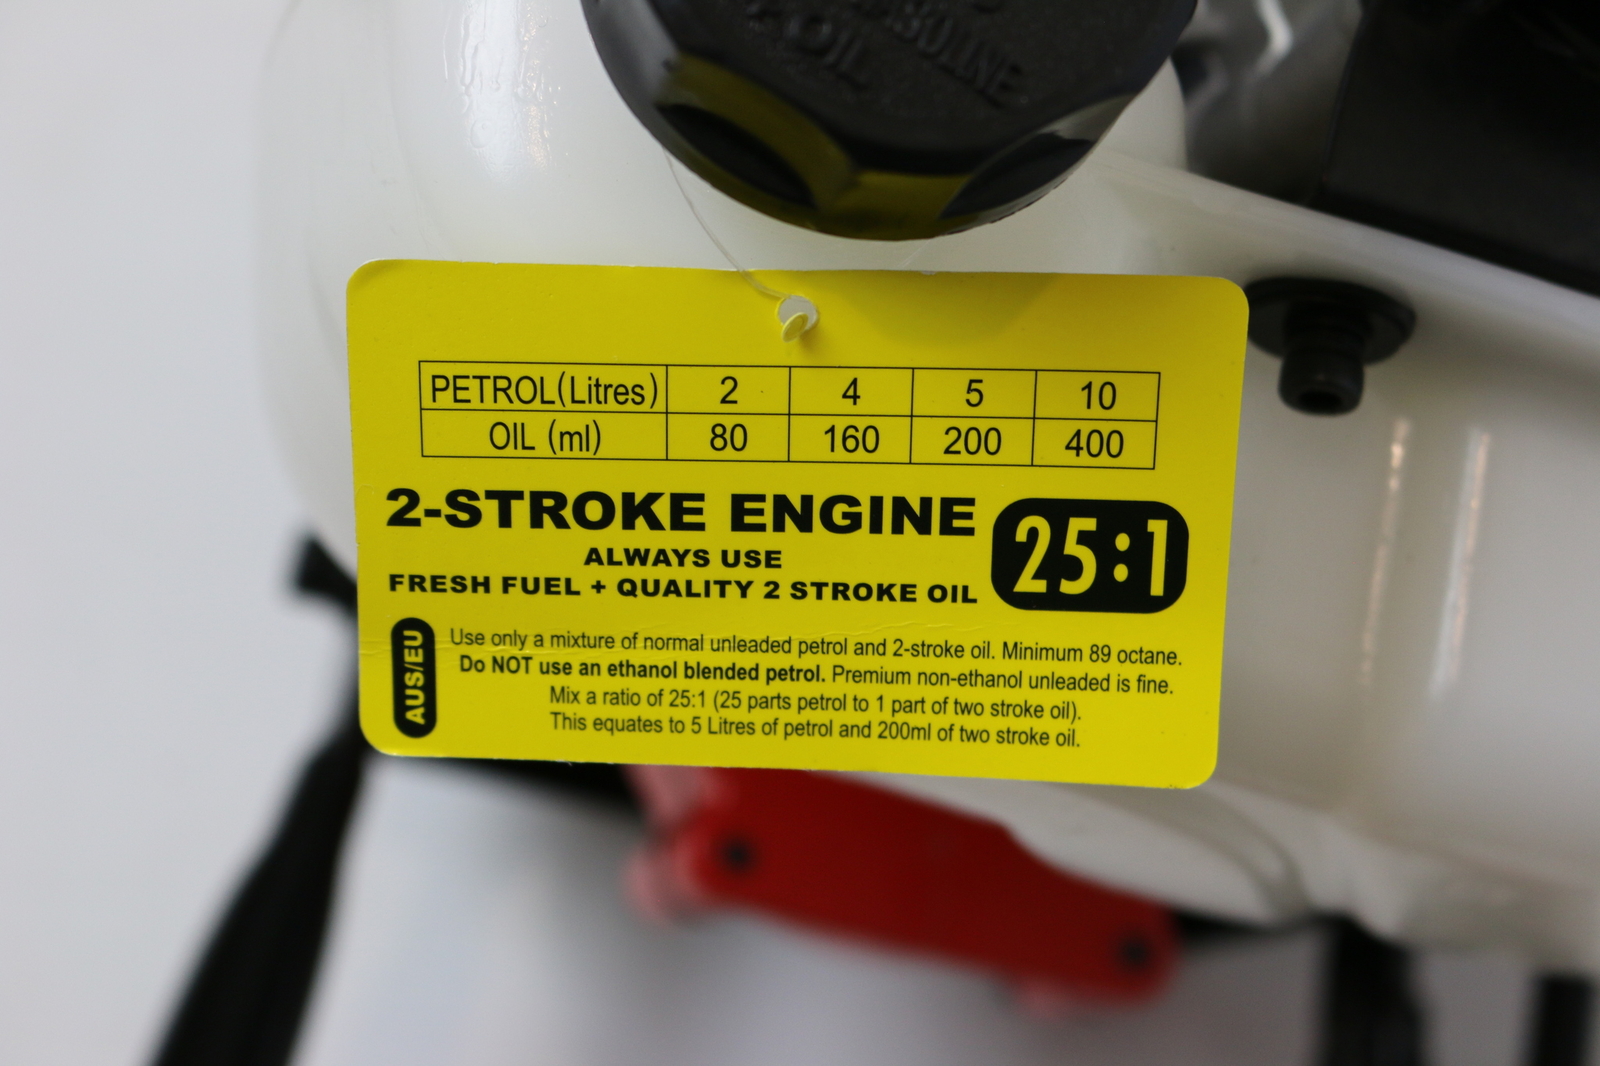 OIL
PETROL(Litres) 2 4 5 10
OIL (ml) 80 160 200 400
2-STROKE ENGINE
25:1
ALWAYS USE
FRESH FUEL + QUALITY 2 STROKE OIL
AUS/EU
Use only a mixture of normal unleaded petrol and 2-stroke oil. Minimum 89 octane.
Do NOT use an ethanol blended petrol. Premium non-ethanol unleaded is fine.
Mix a ratio of 25:1 (25 parts petrol to 1 part of two stroke oil).
This equates to 5 Litres of petrol and 200ml of two stroke oil.